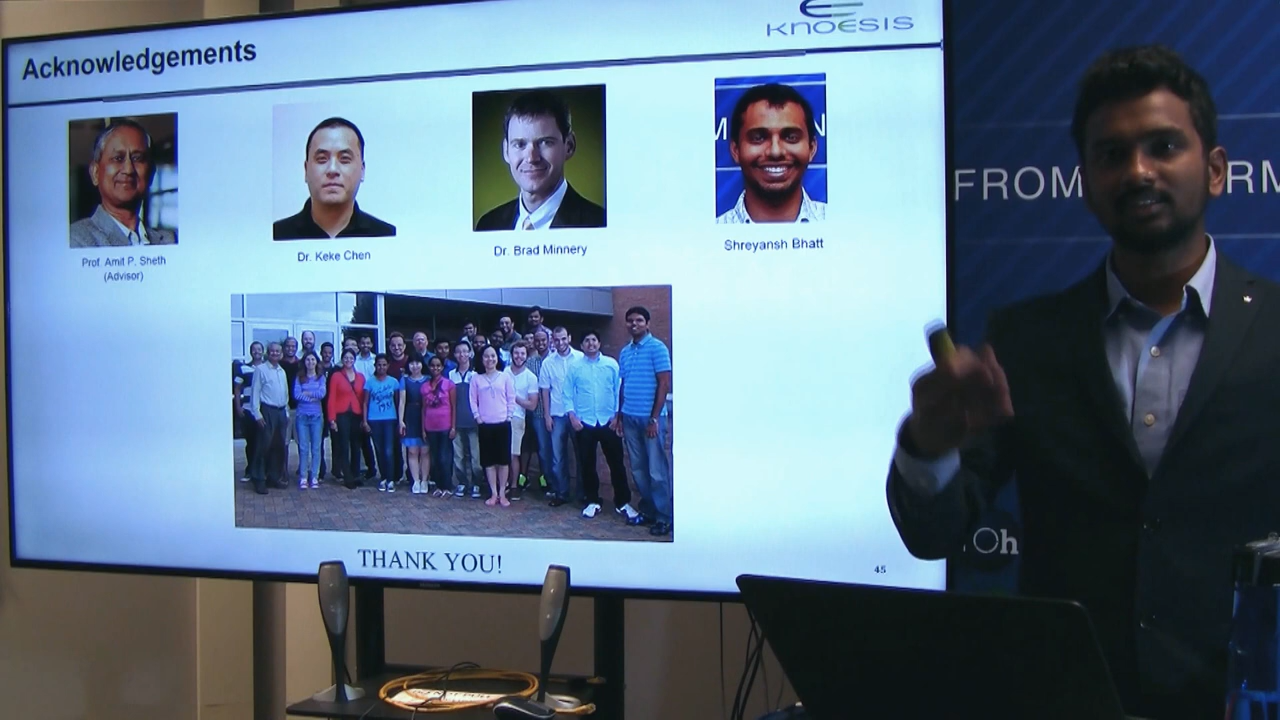 Acknowledgements
KNOESIS
Prof. Amit P. Sheth
(Advisor)
Dr. Keke Chen
Dr. Brad Minnery
Shreyansh Bhatt
THANK YOU!
45
FROM
RM
Oh